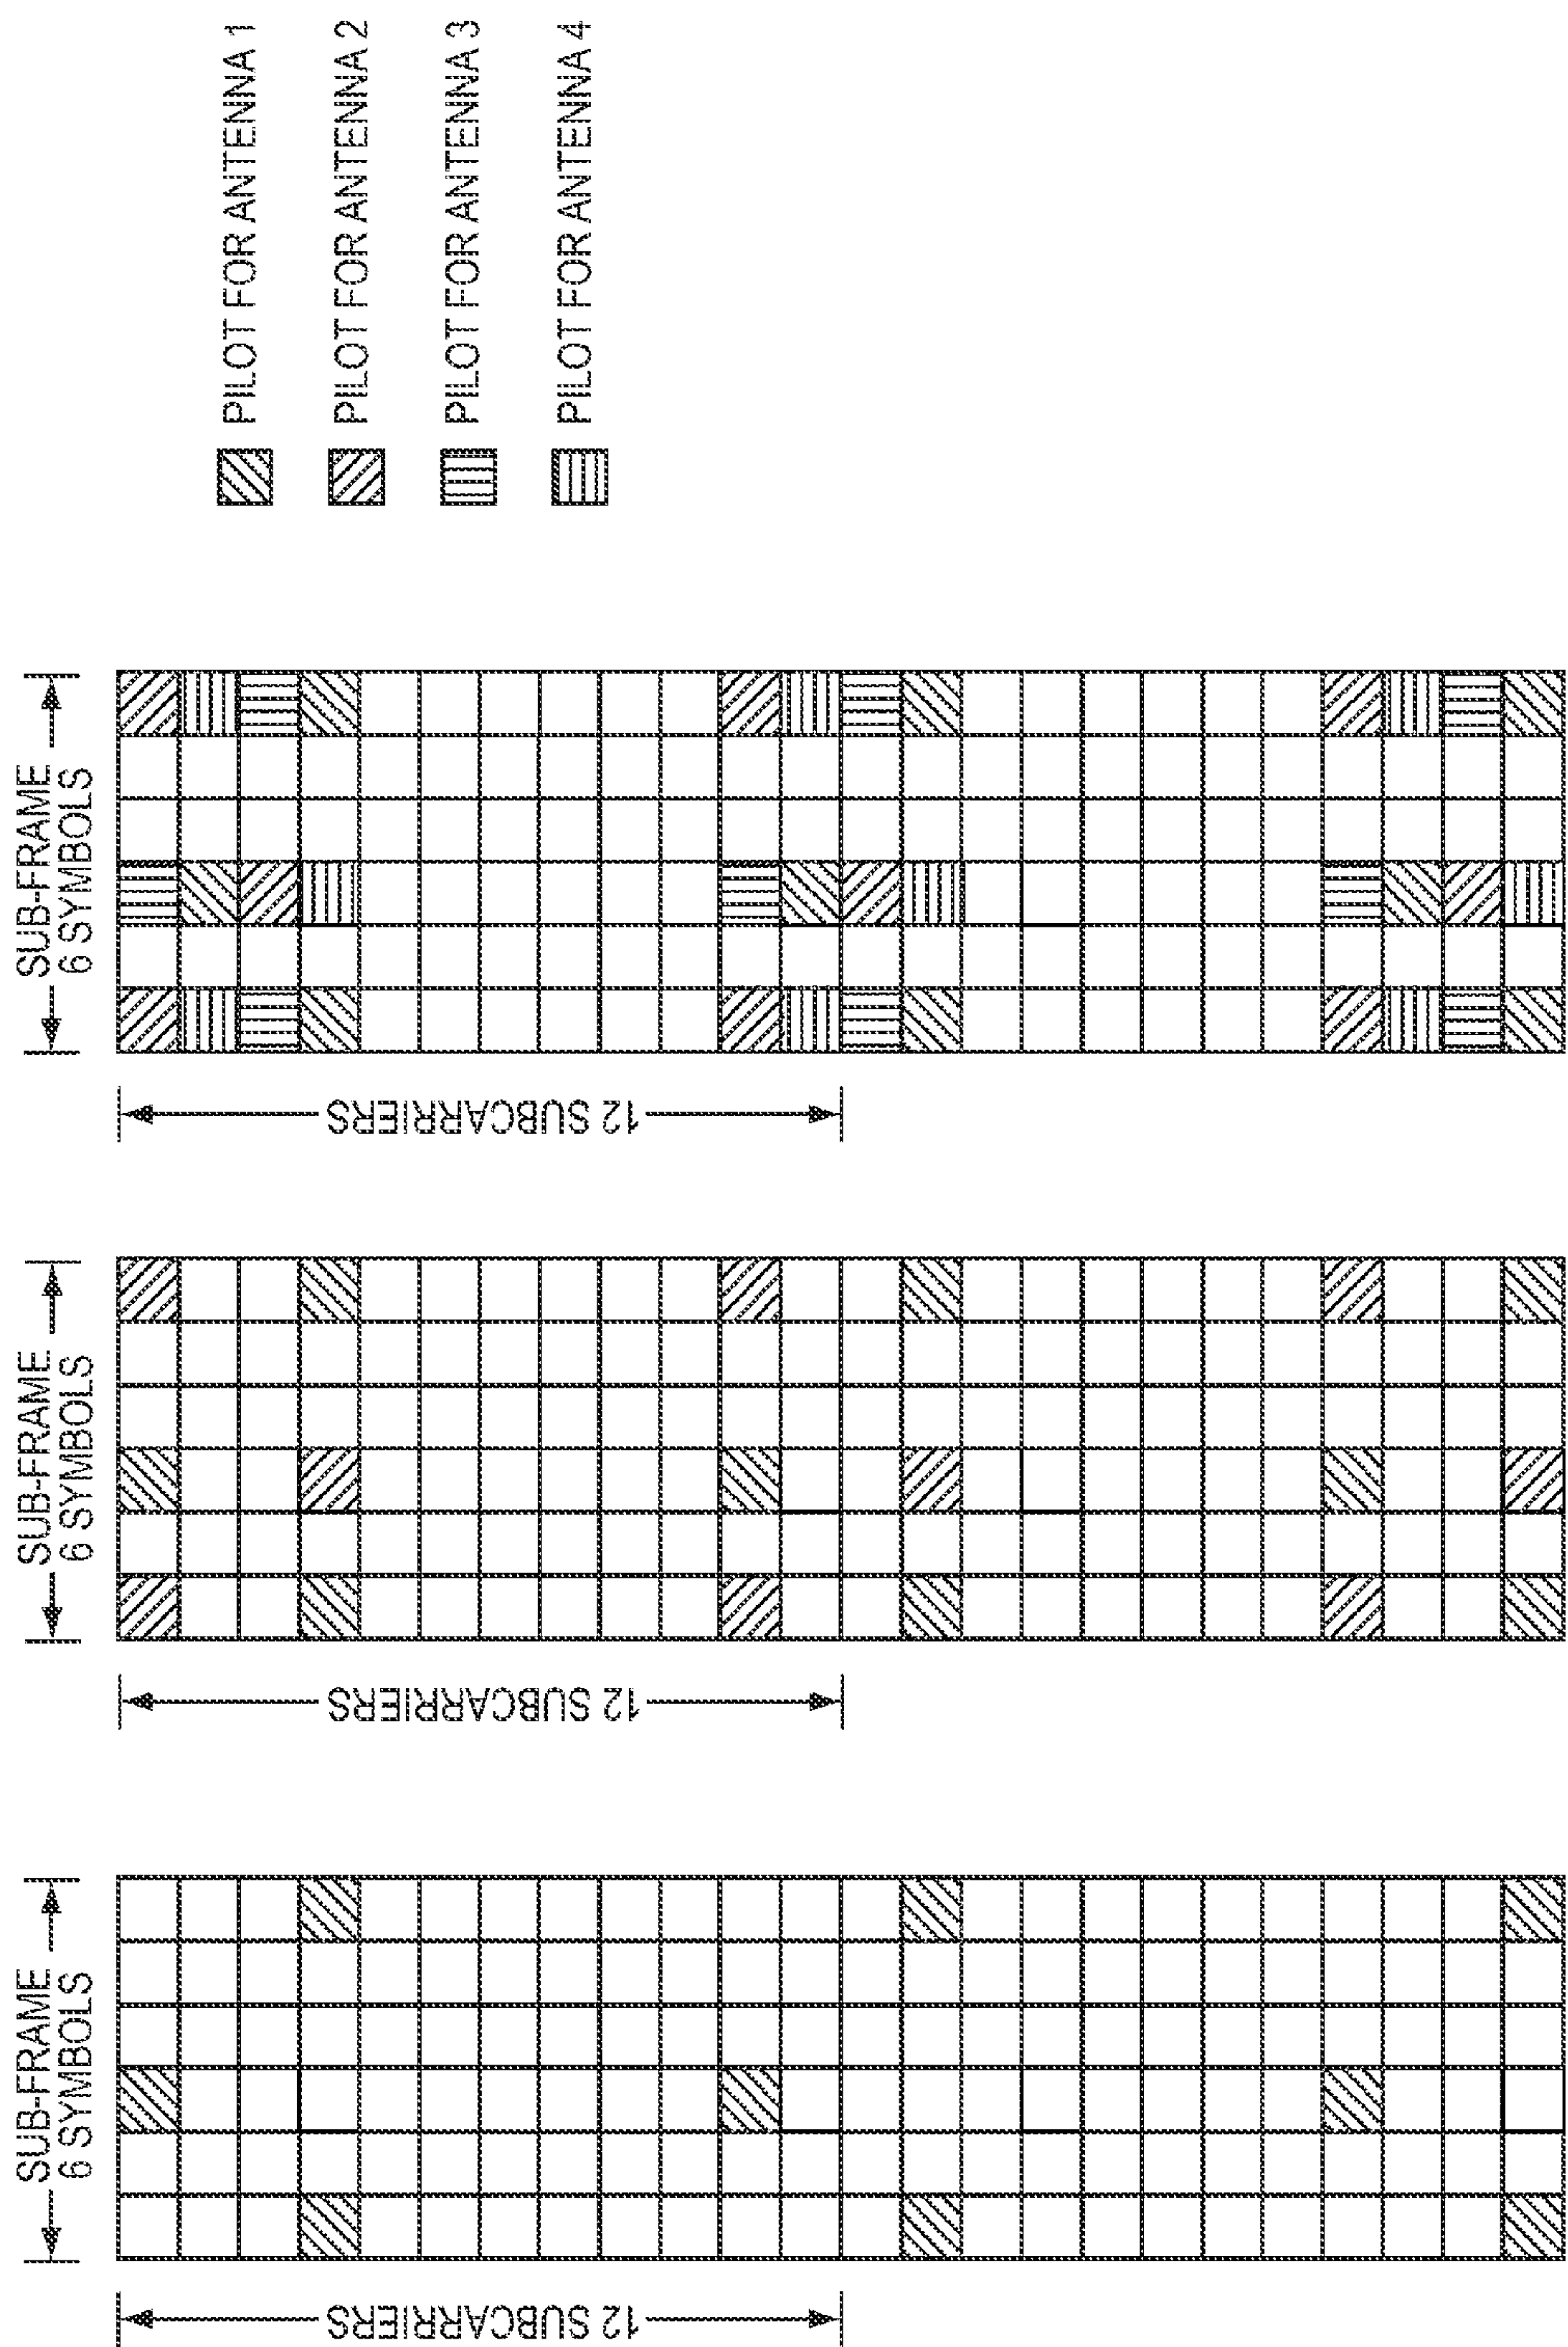 SUB-FRAME
6 SYMBOLS
12 SUBCARRIERS
SUB-FRAME
6 SYMBOLS
12 SUBCARRIERS
SUB-FRAME
6 SYMBOLS
12 SUBCARRIERS
PILOT FOR ANTENNA 1
PILOT FOR ANTENNA 2
PILOT FOR ANTENNA 3
PILOT FOR ANTENNA 4